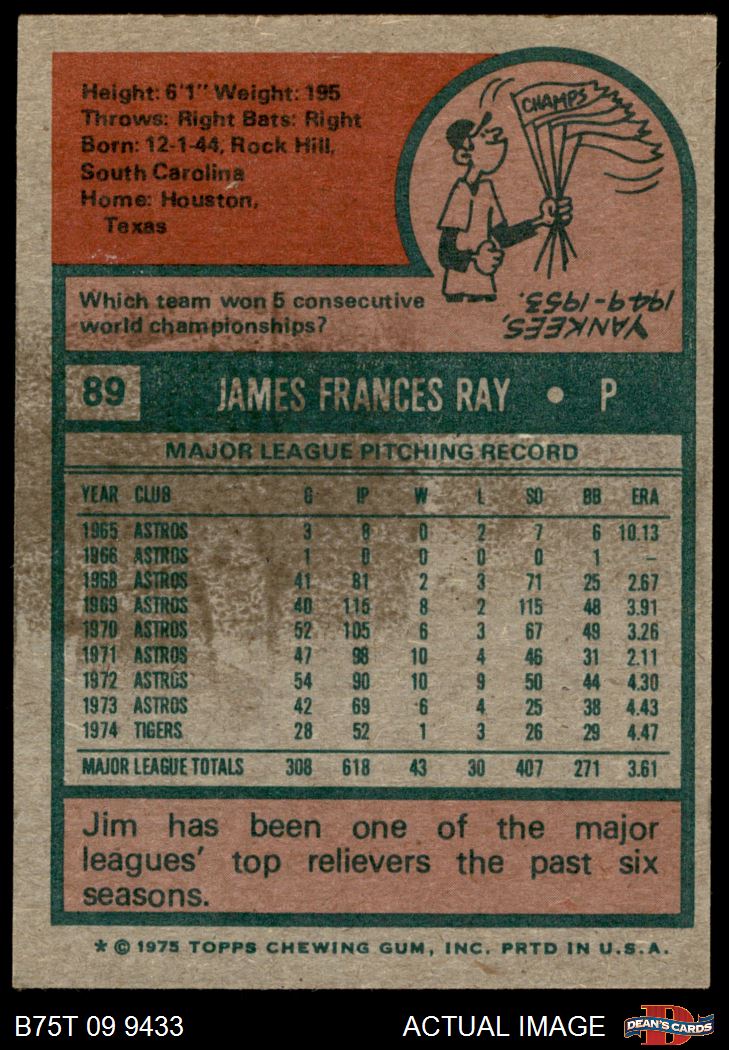 Height: 6'1" Weight: 195
Throws: Right Bats: Right
Born: 12-1-44, Rock Hill,
South Carolina
Home: Houston,
Texas
CHAMPS
Which team won 5 consecutive
world championships?
YANKEES,
1949-1953.
89 JAMES FRANCES RAY • P
MAJOR LEAGUE PITCHING RECORD
YEAR CLUB G IP W L SO BB ERA
1965 ASTROS 3 8 0 2 7 6 10.13
1966 ASTROS 1 0 0 0 0 1 —
1968 ASTROS 41 81 2 3 71 25 2.67
1969 ASTROS 40 115 8 2 115 48 3.91
1970 ASTROS 52 105 6 3 67 49 3.26
1971 ASTROS 47 98 10 4 46 31 2.11
1972 ASTROS 54 90 10 9 50 44 4.30
1973 ASTROS 42 69 6 4 25 38 4.43
1974 TIGERS 28 52 1 3 26 29 4.47
MAJOR LEAGUE TOTALS 308 618 43 30 407 271 3.61
Jim has been one of the major
leagues' top relievers the past six
seasons.
* © 1975 TOPPS CHEWING GUM, INC. PRTD IN U.S.A.
B75T 09 9433 ACTUAL IMAGE DEAN'S CARDS